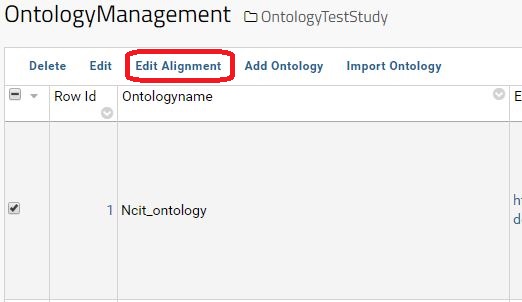 OntologyManagement OntologyTestStudy
Delete Edit Edit Alignment Add Ontology Import Ontology
Row Id Ontologyname
1 Ncit_ontology